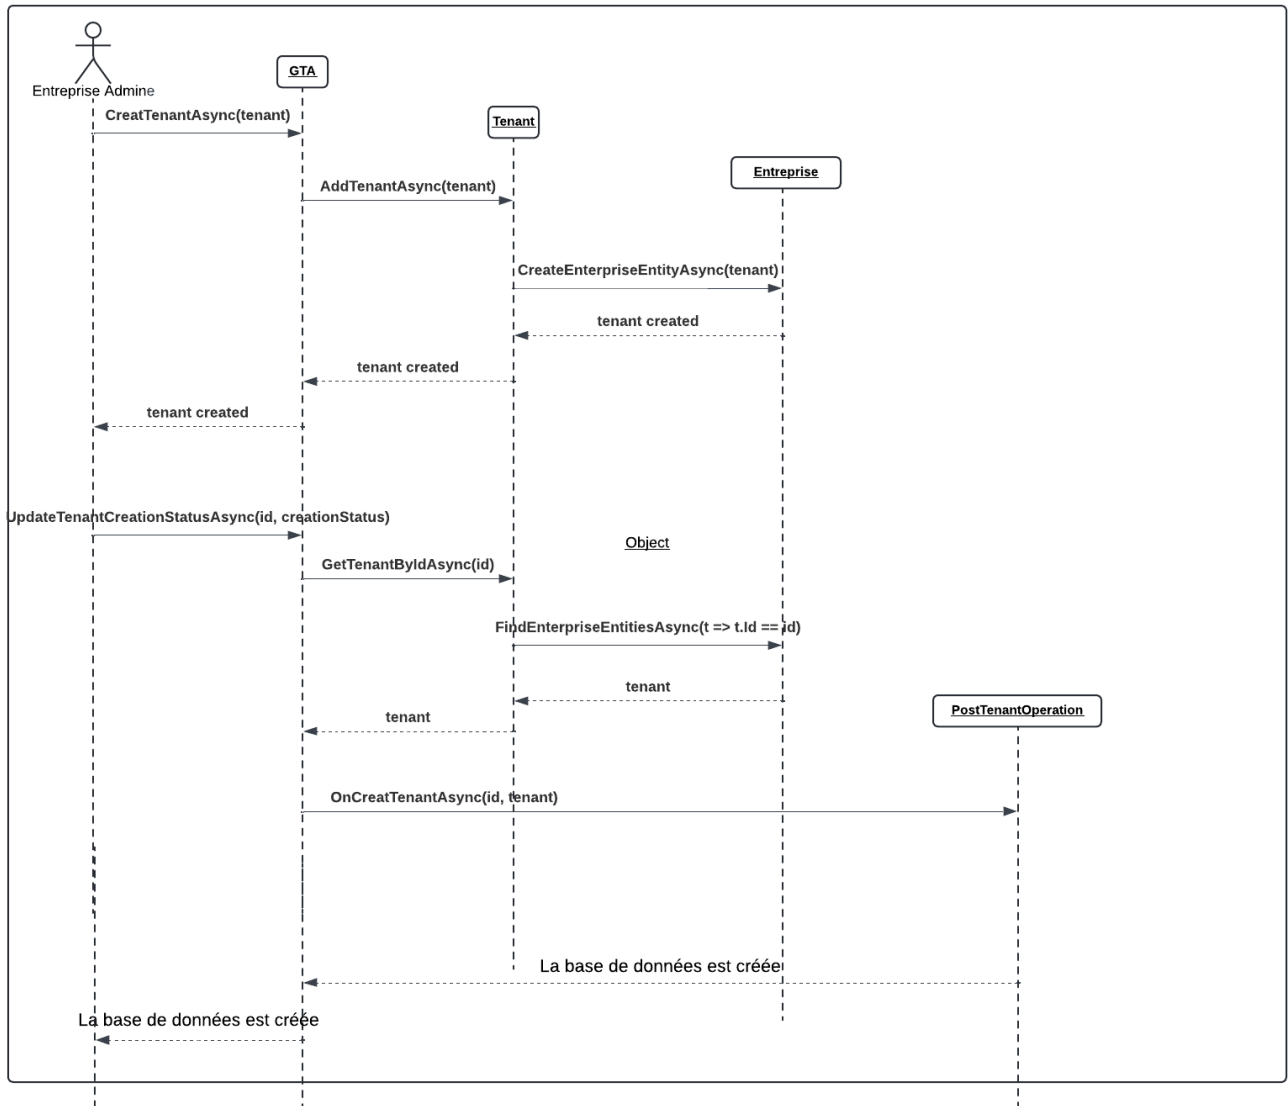 Entreprise Admine
GTA
CreatTenantAsync(tenant)
Tenant
Entreprise
AddTenantAsync(tenant)
CreateEnterpriseEntityAsync(tenant)
tenant created
tenant created
tenant created
UpdateTenantCreationStatusAsync(id, creationStatus)
Object
GetTenantByIdAsync(id)
FindEnterpriseEntitiesAsync(t => t.Id == id)
tenant
PostTenantOperation
tenant
OnCreatTenantAsync(id, tenant)
La base de données est créée
La base de données est créée